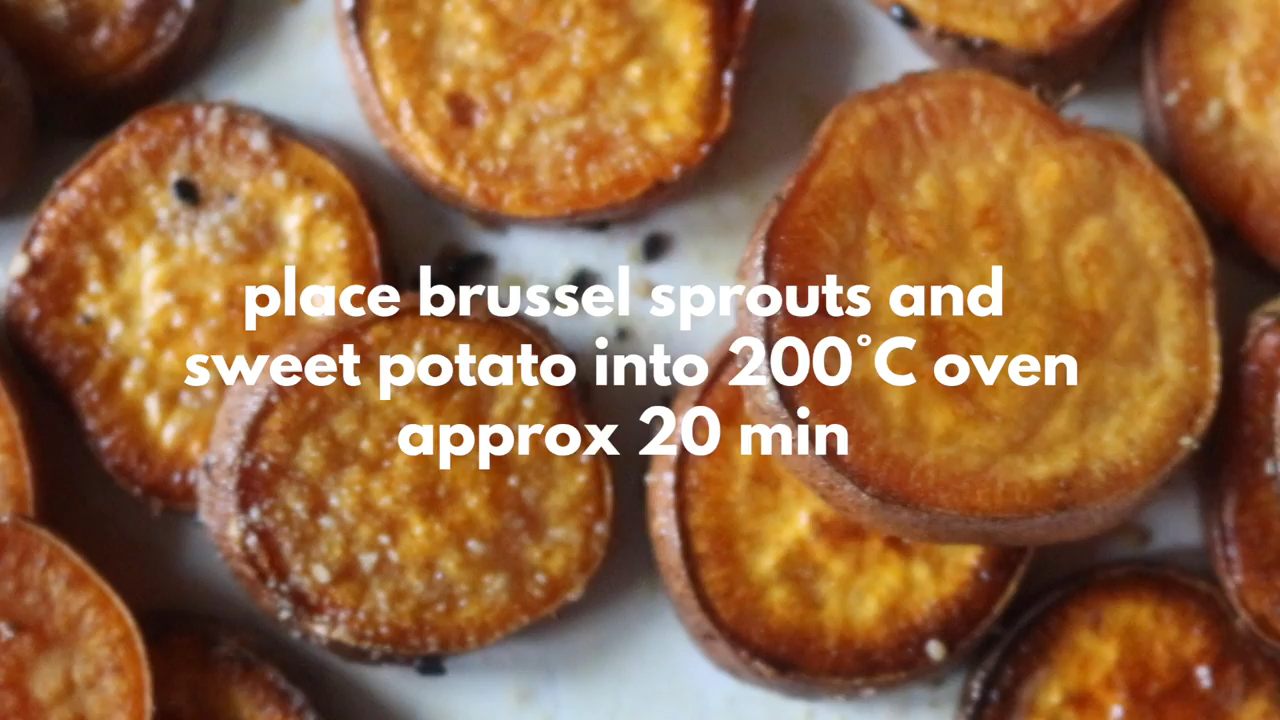 place brussel sprouts and
sweet potato into 200°C oven
approx 20 min